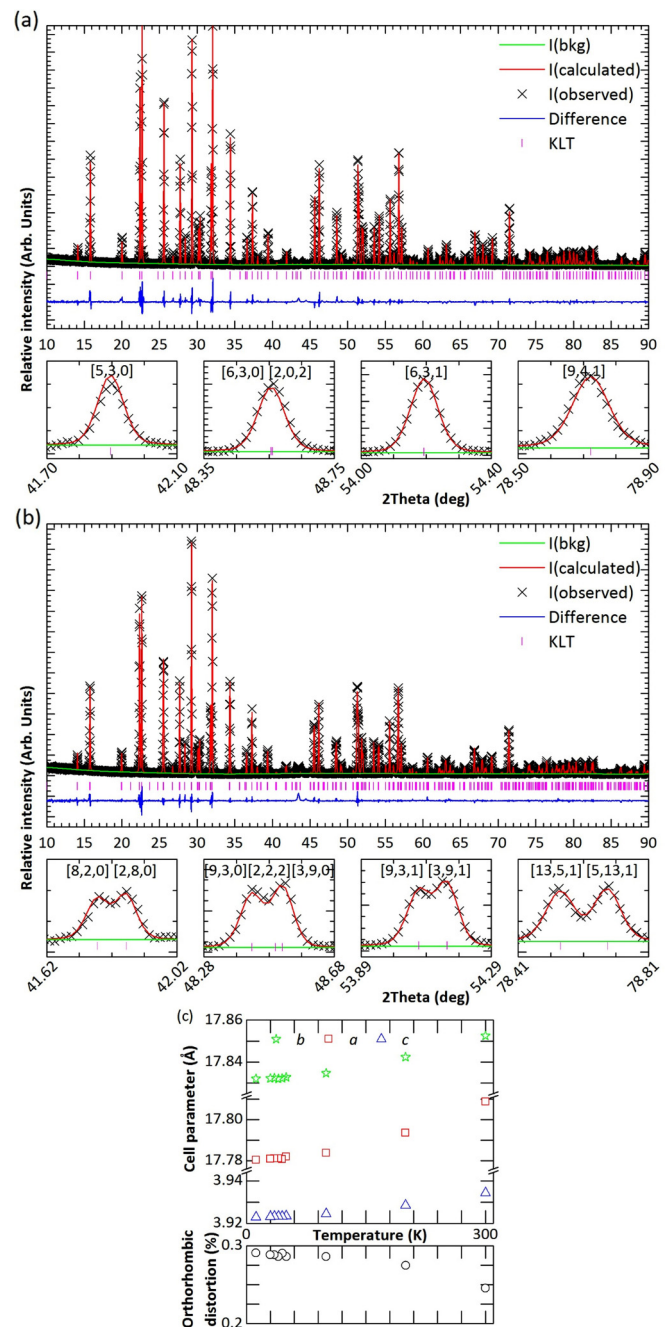 (a)
I(bkg)
I(calculated)
I(observed)
Difference
KLT
Relative intensity (Arb. Units)
10 15 20 25 30 35 40 45 50 55 60 65 70 75 80 85 90
[5,3,0]
[6,3,0] [2,0,2]
[6,3,1]
[9,4,1]
41.70 42.10 48.35 48.75 54.00 54.40 78.50 78.90
2Theta (deg)
(b)
I(bkg)
I(calculated)
I(observed)
Difference
KLT
Relative intensity (Arb. Units)
10 15 20 25 30 35 40 45 50 55 60 65 70 75 80 85 90
[8,2,0] [2,8,0]
[9,3,0][2,2,2][3,9,0]
[9,3,1] [3,9,1]
[13,5,1] [5,13,1]
41.62 42.02 48.28 48.68 53.89 54.29 78.41 78.81
2Theta (deg)
(c)
17.86
b a c
17.84
17.80
17.78
3.94
3.92
Cell parameter (Å)
0 Temperature (K) 300
0.3
0.2
Orthorhombic
distortion (%)